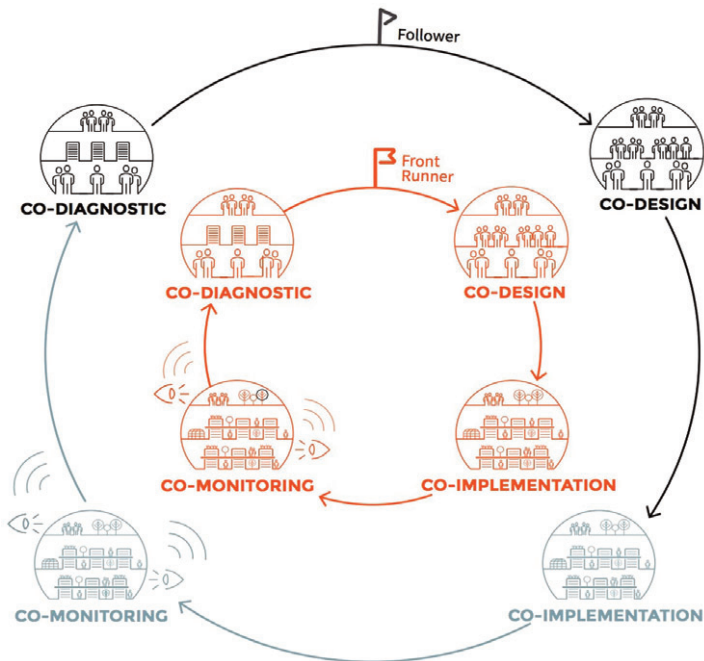 Follower
Front
Runner
CO-DIAGNOSTIC
CO-DESIGN
CO-DIAGNOSTIC
CO-DESIGN
CO-MONITORING
CO-IMPLEMENTATION
CO-MONITORING
CO-IMPLEMENTATION